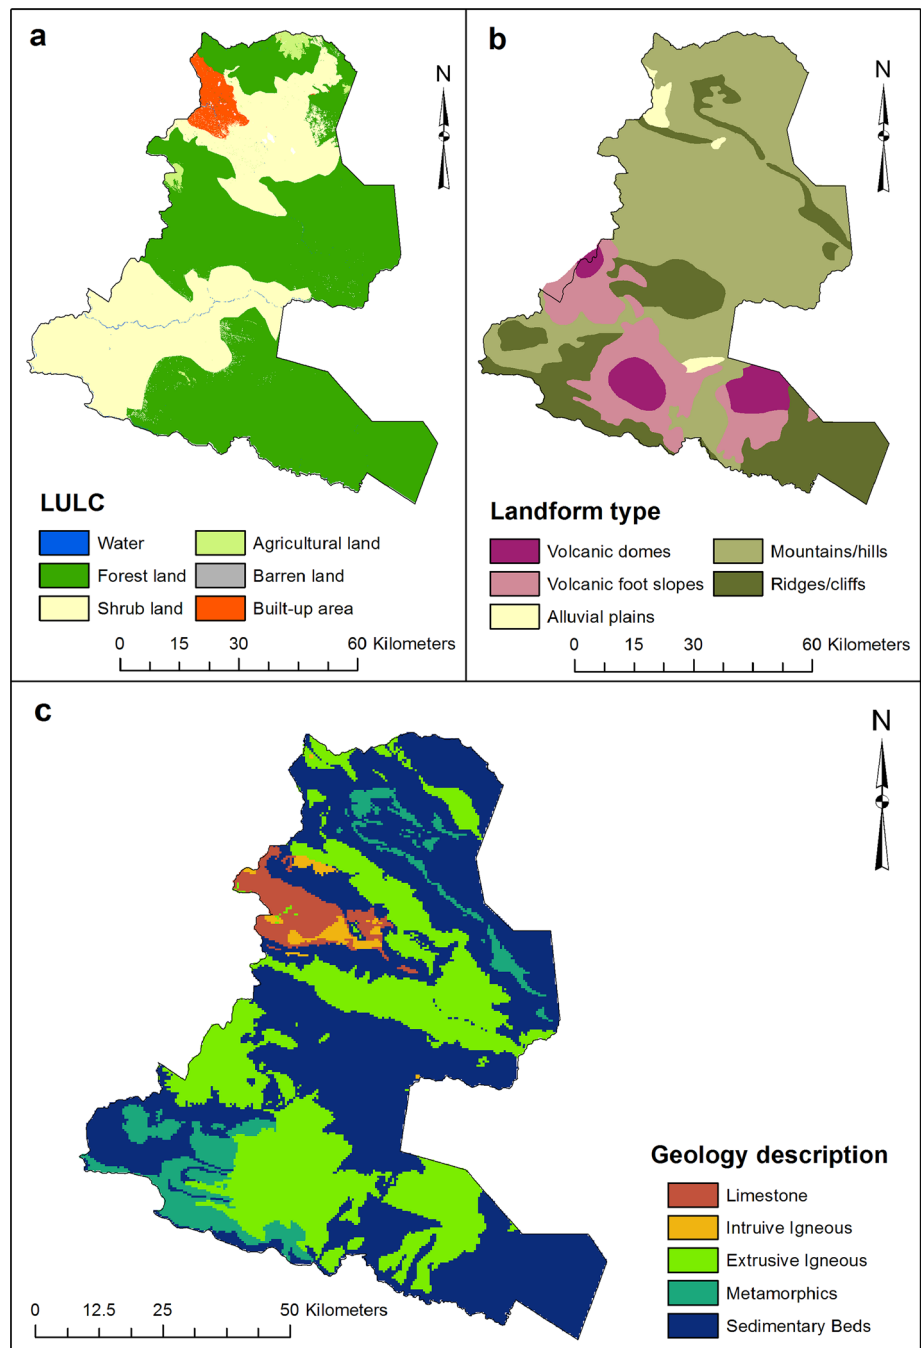 a
N
LULC
Water
Agricultural land
Forest land
Barren land
Shrub land
Built-up area
0 15 30 60 Kilometers
b
N
Landform type
Volcanic domes
Mountains/hills
Volcanic foot slopes
Ridges/cliffs
Alluvial plains
0 15 30 60 Kilometers
c
N
Geology description
Limestone
Intruive Igneous
Extrusive Igneous
Metamorphics
Sedimentary Beds
0 12.5 25 50 Kilometers